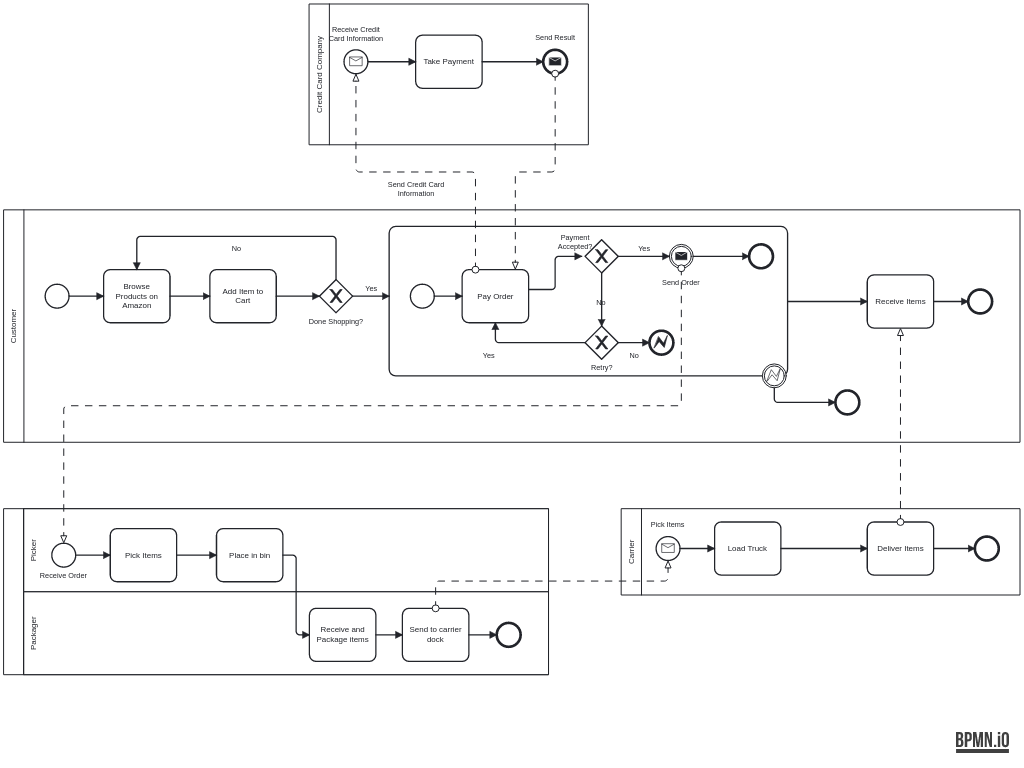 Credit Card Company
Receive Credit
Card Information
Take Payment
Send Result
Send Credit Card
Information
Customer
No
Browse
Products on
Amazon
Add Item to
Cart
Done Shopping?
Yes
Pay Order
Payment
Accepted?
Yes
Send Order
No
Yes
Retry?
No
Receive Items
Picker
Receive Order
Pick Items
Place in bin
Packager
Receive and
Package items
Send to carrier
dock
Carrier
Pick Items
Load Truck
Deliver Items
BPMN.iO